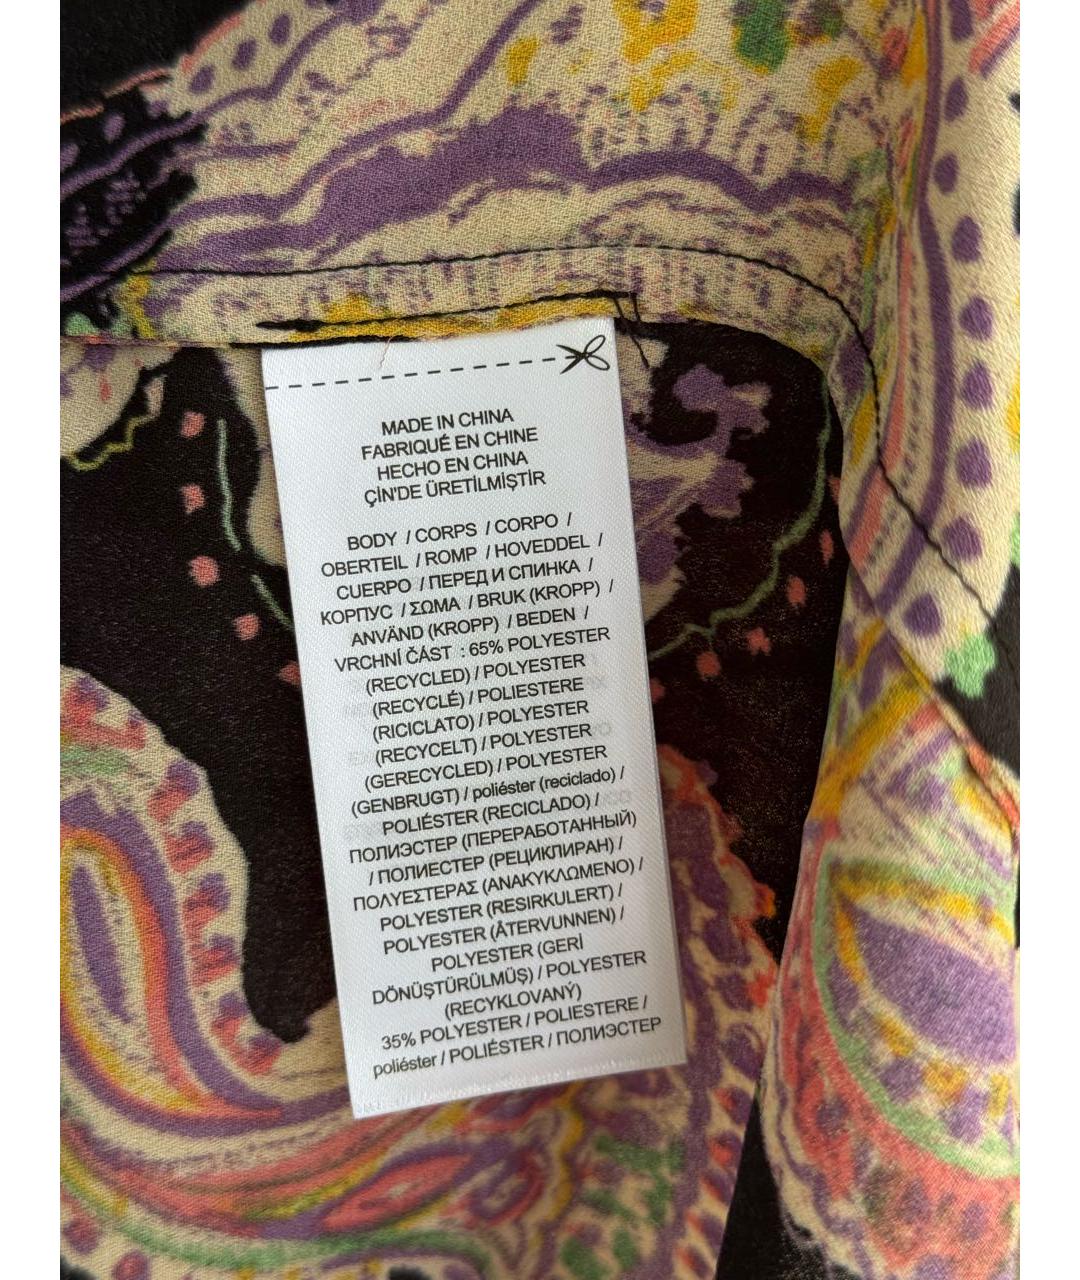 MADE IN CHINA
FABRIQUÉ EN CHINE
HECHO EN CHINA
ÇİN'DE ÜRETİLMİŞTİR
BODY / CORPS / CORPO /
OBERTEIL / ROMP / HOVEDDEL /
CUERPO / ПЕРЕД И СПИНКА /
КОРПУС / ΣΩΜΑ / BRUK (KROPP) /
ANVÄND (KROPP) / BEDEN /
VRCHNÍ ČÁST : 65% POLYESTER
(RECYCLED) / POLYESTER
(RECYCLÉ) / POLIESTERE
(RICICLATO) / POLYESTER
(RECYCELT) / POLYESTER
(GERECYCLED) / POLYESTER
(GENBRUGT) / poliéster (reciclado) /
POLIÉSTER (RECICLADO) /
ПОЛИЭСТЕР (ПЕРЕРАБОТАННЫЙ)
/ ПОЛИЕСТЕР (РЕЦИКЛИРАН) /
ΠΟΛΥΕΣΤΕΡΑΣ (ΑΝΑΚΥΚΛΩΜΕΝΟ) /
POLYESTER (RESIRKULERT) /
POLYESTER (ÅTERVUNNEN) /
POLYESTER (GERİ
DÖNÜŞTÜRÜLMÜŞ) / POLYESTER
(RECYKLOVANÝ)
35% POLYESTER / POLIESTERE /
poliéster / POLIÉSTER / ПОЛИЭСТЕР